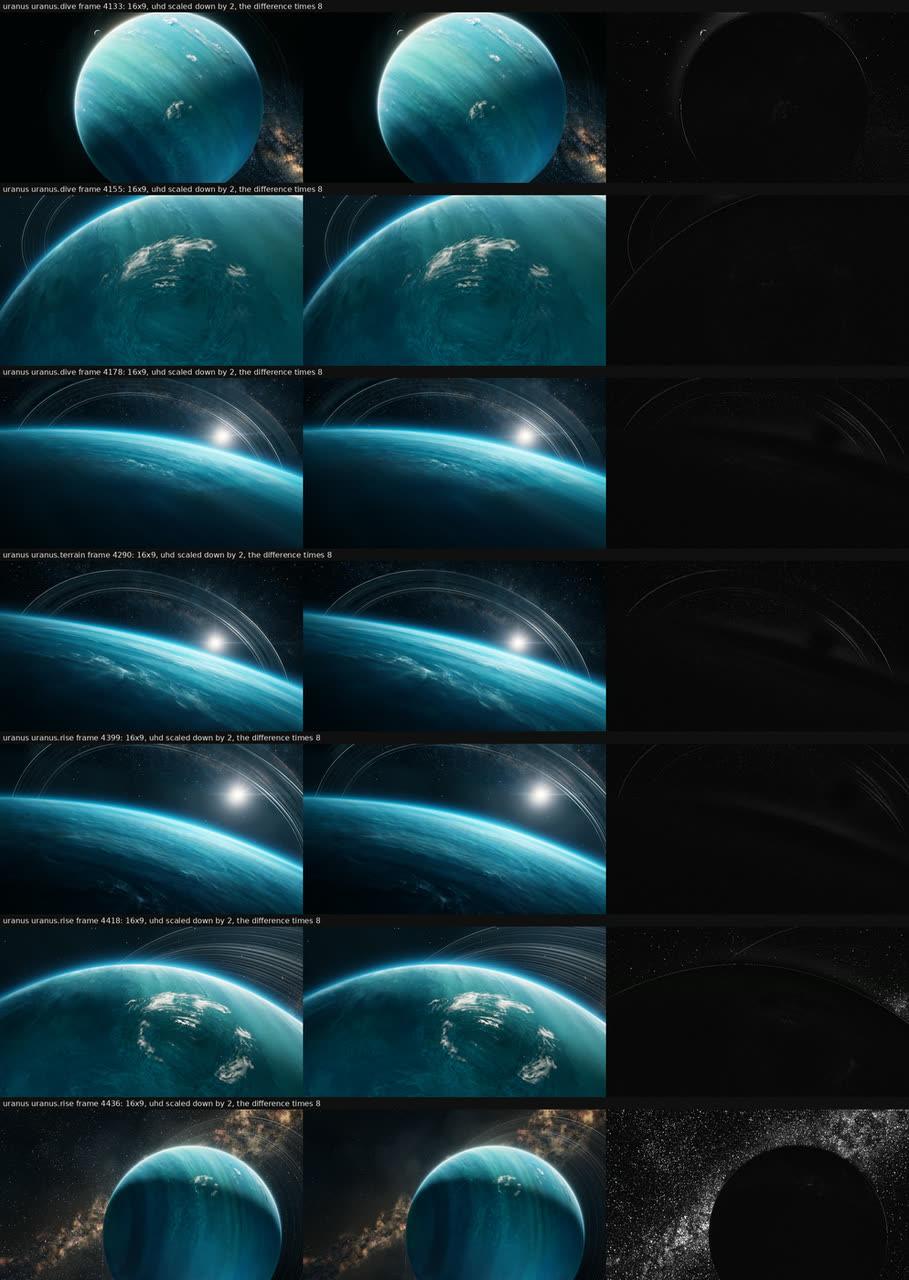 uranus uranus.dive frame 4133: 16x9, uhd scaled down by 2, the difference times 8
uranus uranus.dive frame 4155: 16x9, uhd scaled down by 2, the difference times 8
uranus uranus.dive frame 4178: 16x9, uhd scaled down by 2, the difference times 8
uranus uranus.terrain frame 4290: 16x9, uhd scaled down by 2, the difference times 8
uranus uranus.rise frame 4399: 16x9, uhd scaled down by 2, the difference times 8
uranus uranus.rise frame 4418: 16x9, uhd scaled down by 2, the difference times 8
uranus uranus.rise frame 4436: 16x9, uhd scaled down by 2, the difference times 8